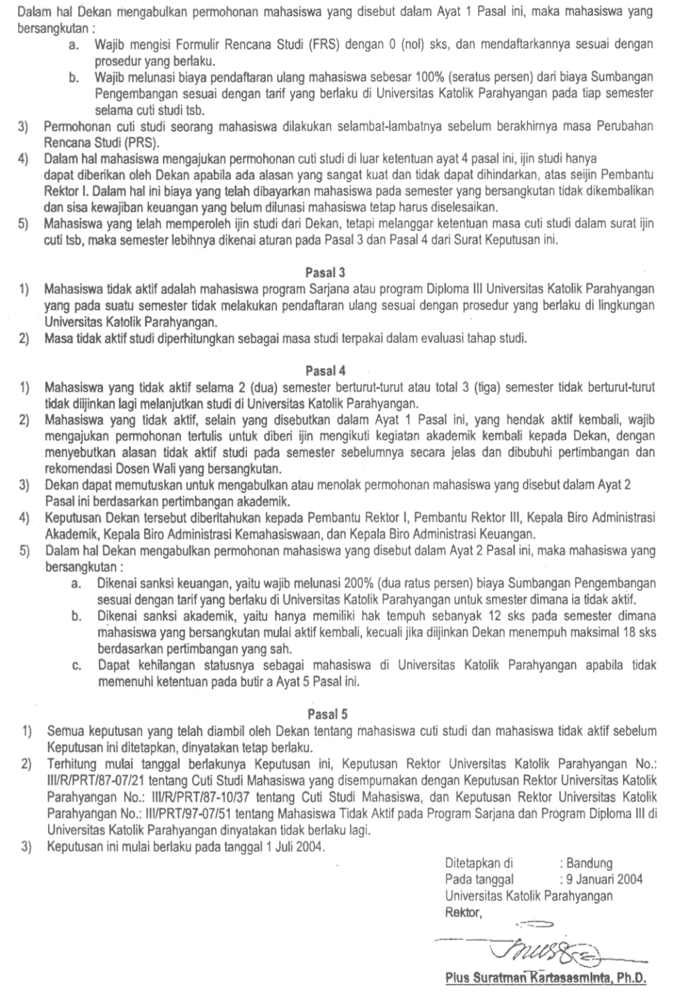 Dalam hal Dekan mengabulkan permohonan mahasiswa yang disebut dalam Ayat 1 Pasal ini, maka mahasiswa yang
bersangkutan :
a. Wajib mengisi Formulir Rencana Studi (FRS) dengan 0 (nol) sks, dan mendaftarkannya sesuai dengan
prosedur yang berlaku.
b. Wajib melunasi biaya pendaftaran ulang mahasiswa sebesar 100% (seratus persen) dari biaya Sumbangan
Pengembangan sesuai dengan tarif yang berlaku di Universitas Katolik Parahyangan pada tiap semester
selama cuti studi tsb.
3) Permohonan cuti studi seorang mahasiswa dilakukan selambat-lambatnya sebelum berakhirnya masa Perubahan
Rencana Studi (PRS).
4) Dalam hal mahasiswa mengajukan permohonan cuti studi di luar ketentuan ayat 4 pasal ini, ijin studi hanya
dapat diberikan oleh Dekan apabila ada alasan yang sangat kuat dan tidak dapat dihindarkan, atas seijin Pembantu
Rektor I. Dalam hal ini biaya yang telah dibayarkan mahasiswa pada semester yang bersangkutan tidak dikembalikan
dan sisa kewajiban keuangan yang belum dilunasi mahasiswa tetap harus diselesaikan.
5) Mahasiswa yang telah memperoleh ijin studi dari Dekan, tetapi melanggar ketentuan masa cuti studi dalam surat ijin
cuti tsb, maka semester lebihnya dikenai aturan pada Pasal 3 dan Pasal 4 dari Surat Keputusan ini.
Pasal 3
1) Mahasiswa tidak aktif adalah mahasiswa program Sarjana atau program Diploma III Universitas Katolik Parahyangan
yang pada suatu semester tidak melakukan pendaftaran ulang sesuai dengan prosedur yang berlaku di lingkungan
Universitas Katolik Parahyangan.
2) Masa tidak aktif studi diperhitungkan sebagai masa studi terpakai dalam evaluasi tahap studi.
Pasal 4
1) Mahasiswa yang tidak aktif selama 2 (dua) semester berturut-turut atau total 3 (tiga) semester tidak berturut-turut
tidak diijinkan lagi melanjutkan studi di Universitas Katolik Parahyangan.
2) Mahasiswa yang tidak aktif, selain yang disebutkan dalam Ayat 1 Pasal ini, yang hendak aktif kembali, wajib
mengajukan permohonan tertulis untuk diberi ijin mengikuti kegiatan akademik kembali kepada Dekan, dengan
menyebutkan alasan tidak aktif studi pada semester sebelumnya secara jelas dan dibubuhi pertimbangan dan
rekomendasi Dosen Wali yang bersangkutan.
3) Dekan dapat memutuskan untuk mengabulkan atau menolak permohonan mahasiswa yang disebut dalam Ayat 2
Pasal ini berdasarkan pertimbangan akademik.
4) Keputusan Dekan tersebut diberitahukan kepada Pembantu Rektor I, Pembantu Rektor III, Kepala Biro Administrasi
Akademik, Kepala Biro Administrasi Kemahasiswaan, dan Kepala Biro Administrasi Keuangan.
5) Dalam hal Dekan mengabulkan permohonan mahasiswa yang disebut dalam Ayat 2 Pasal ini, maka mahasiswa yang
bersangkutan :
a. Dikenai sanksi keuangan, yaitu wajib melunasi 200% (dua ratus persen) biaya Sumbangan Pengembangan
sesuai dengan tarif yang berlaku di Universitas Katolik Parahyangan untuk smester dimana ia tidak aktif.
b. Dikenai sanksi akademik, yaitu hanya memiliki hak tempuh sebanyak 12 sks pada semester dimana
mahasiswa yang bersangkutan mulai aktif kembali, kecuali jika diijinkan Dekan menempuh maksimal 18 sks
berdasarkan pertimbangan yang sah.
c. Dapat kehilangan statusnya sebagai mahasiswa di Universitas Katolik Parahyangan apabila tidak
memenuhi ketentuan pada butir a Ayat 5 Pasal ini.
Pasal 5
1) Semua keputusan yang telah diambil oleh Dekan tentang mahasiswa cuti studi dan mahasiswa tidak aktif sebelum
Keputusan ini ditetapkan, dinyatakan tetap berlaku.
2) Terhitung mulai tanggal berlakunya Keputusan ini, Keputusan Rektor Universitas Katolik Parahyangan No.:
III/R/PRT/87-07/21 tentang Cuti Studi Mahasiswa yang disempurnakan dengan Keputusan Rektor Universitas Katolik
Parahyangan No.: III/R/PRT/87-10/37 tentang Cuti Studi Mahasiswa, dan Keputusan Rektor Universitas Katolik
Parahyangan No.: III/PRT/97-07/51 tentang Mahasiswa Tidak Aktif pada Program Sarjana dan Program Diploma III di
Universitas Katolik Parahyangan dinyatakan tidak berlaku lagi.
3) Keputusan ini mulai berlaku pada tanggal 1 Juli 2004.
Ditetapkan di : Bandung
Pada tanggal : 9 Januari 2004
Universitas Katolik Parahyangan
Rektor,
Pius Suratman Kartasasminta, Ph.D.